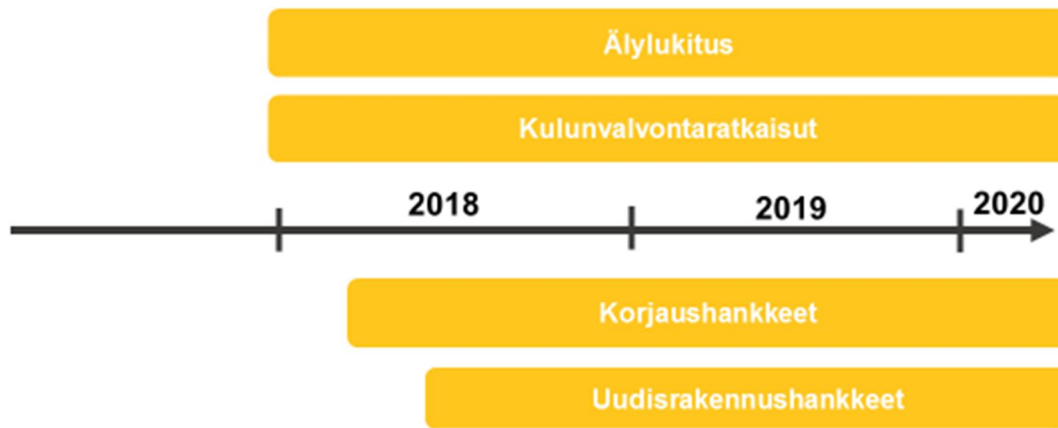 Älylukitus
Kulunvalvontaratkaisut
2018 2019 2020
Korjaushankkeet
Uudisrakennushankkeet